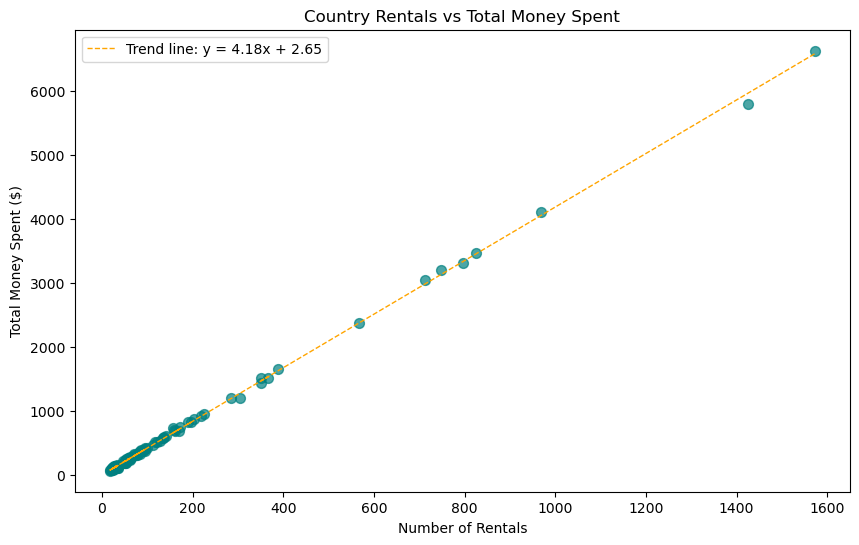 Country Rentals vs Total Money Spent
Trend line: y = 4.18x + 2.65
Total Money Spent ($)
6000
5000
4000
3000
2000
1000
0
0 200 400 600 800 1000 1200 1400 1600
Number of Rentals